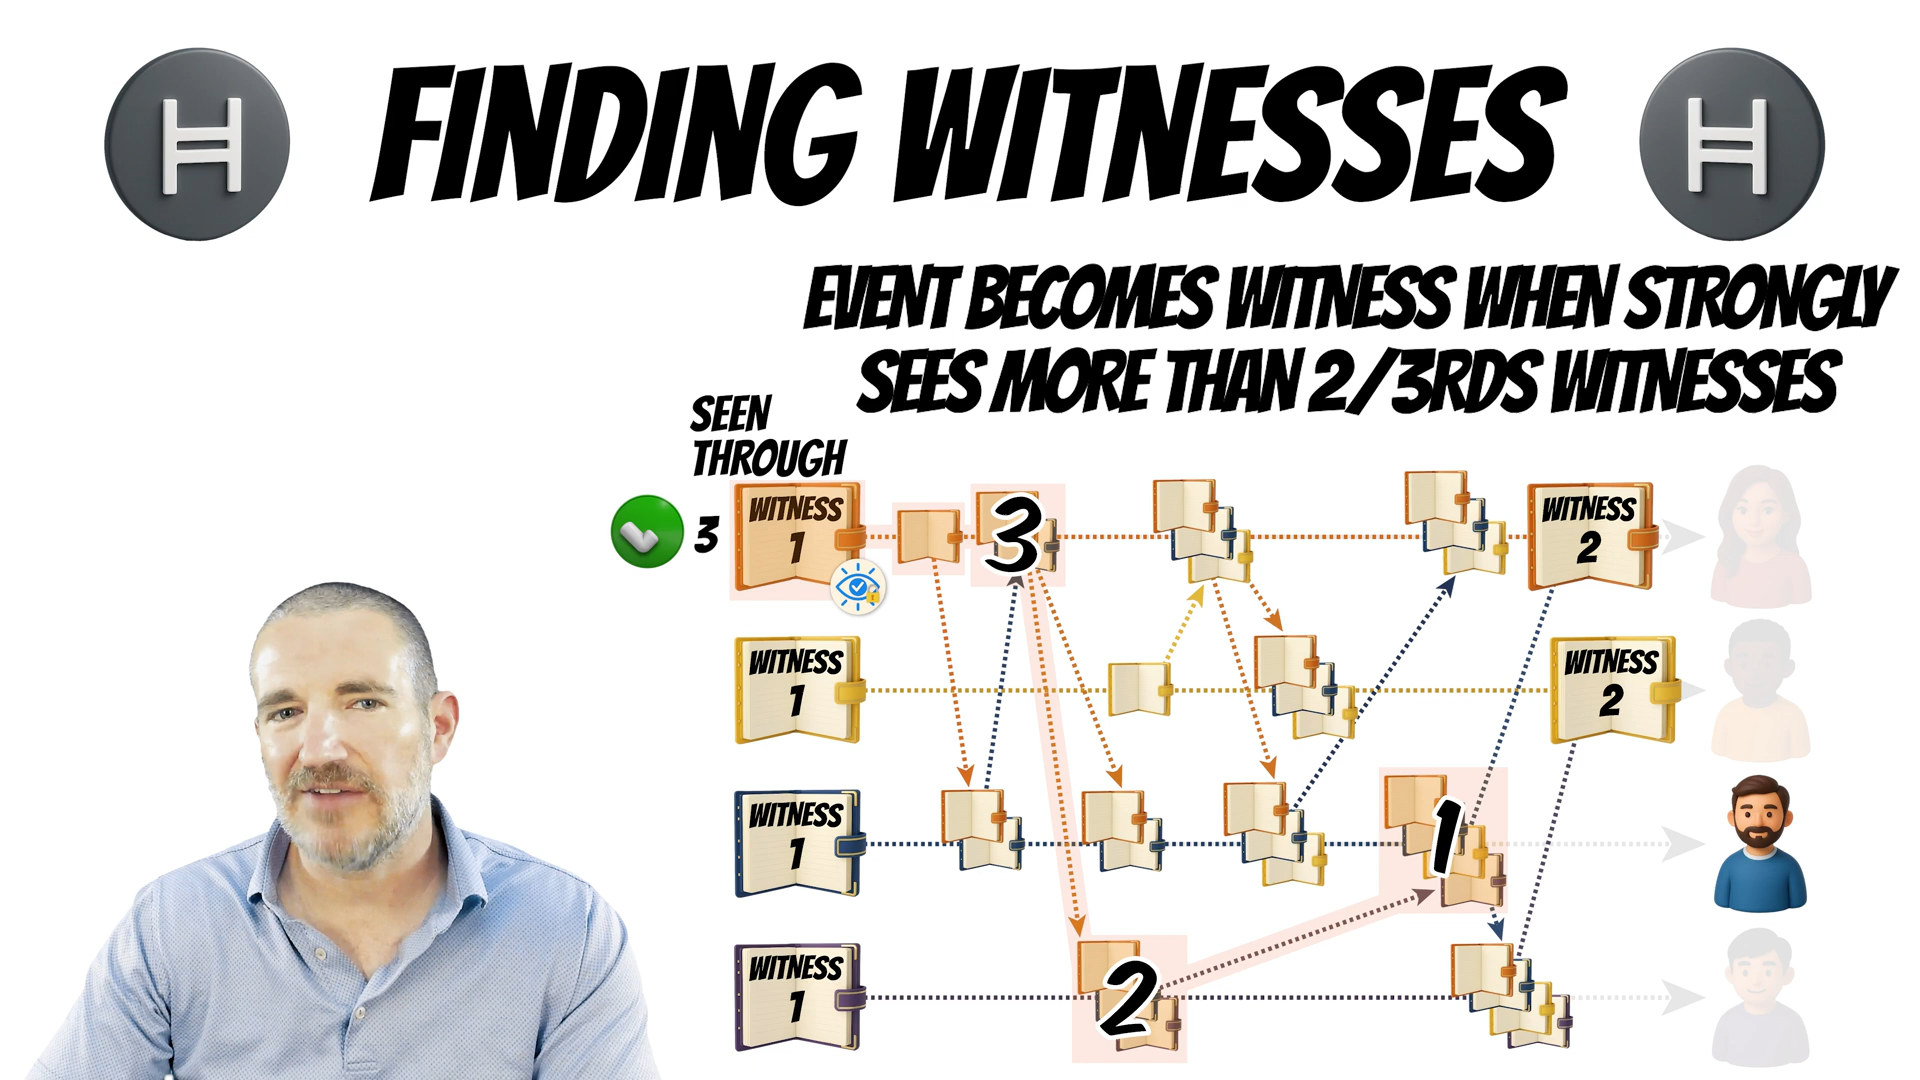 FINDING WITNESSES
EVENT BECOMES WITNESS WHEN STRONGLY
SEES MORE THAN 2/3RDS WITNESSES
SEEN
THROUGH
3
WITNESS
1
3
WITNESS
2
WITNESS
1
WITNESS
2
WITNESS
1
1
WITNESS
1
2